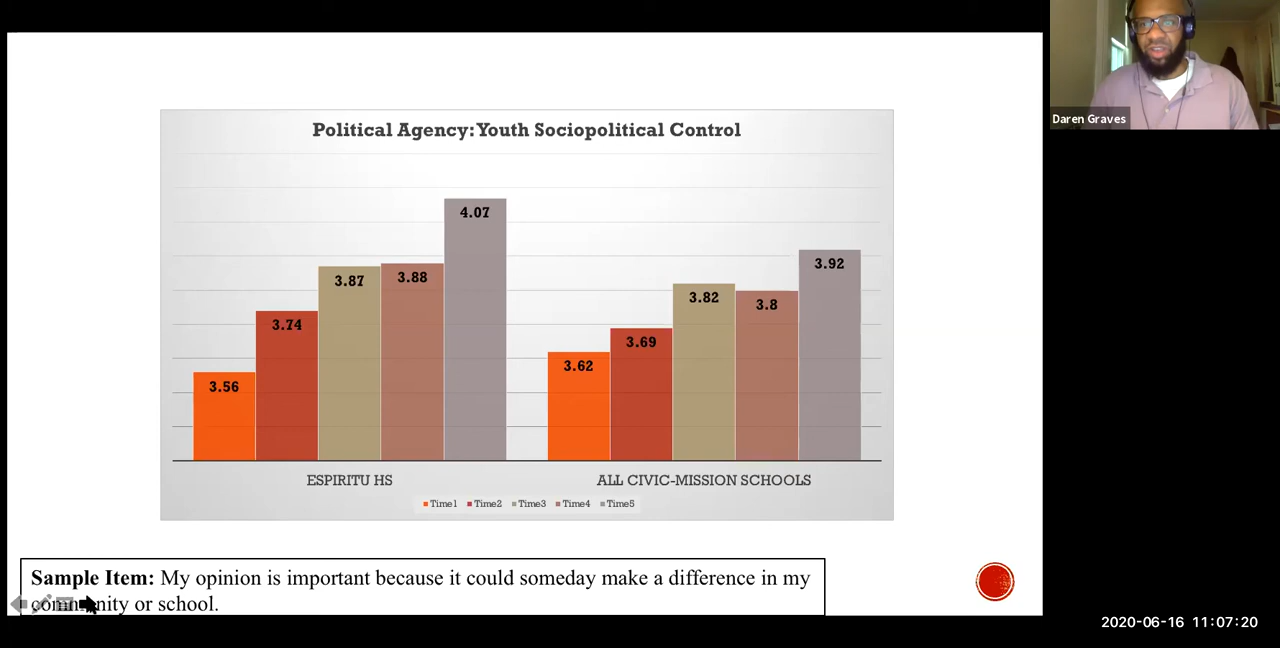 Political Agency: Youth Sociopolitical Control
4.07
3.92
3.87
3.88
3.82
3.8
3.74
3.69
3.62
3.56
ESPIRITU HS
ALL CIVIC-MISSION SCHOOLS
Time1 Time2 Time3 Time4 Time5
Sample Item: My opinion is important because it could someday make a difference in my
community or school.
Daren Graves
2020-06-16 11:07:20